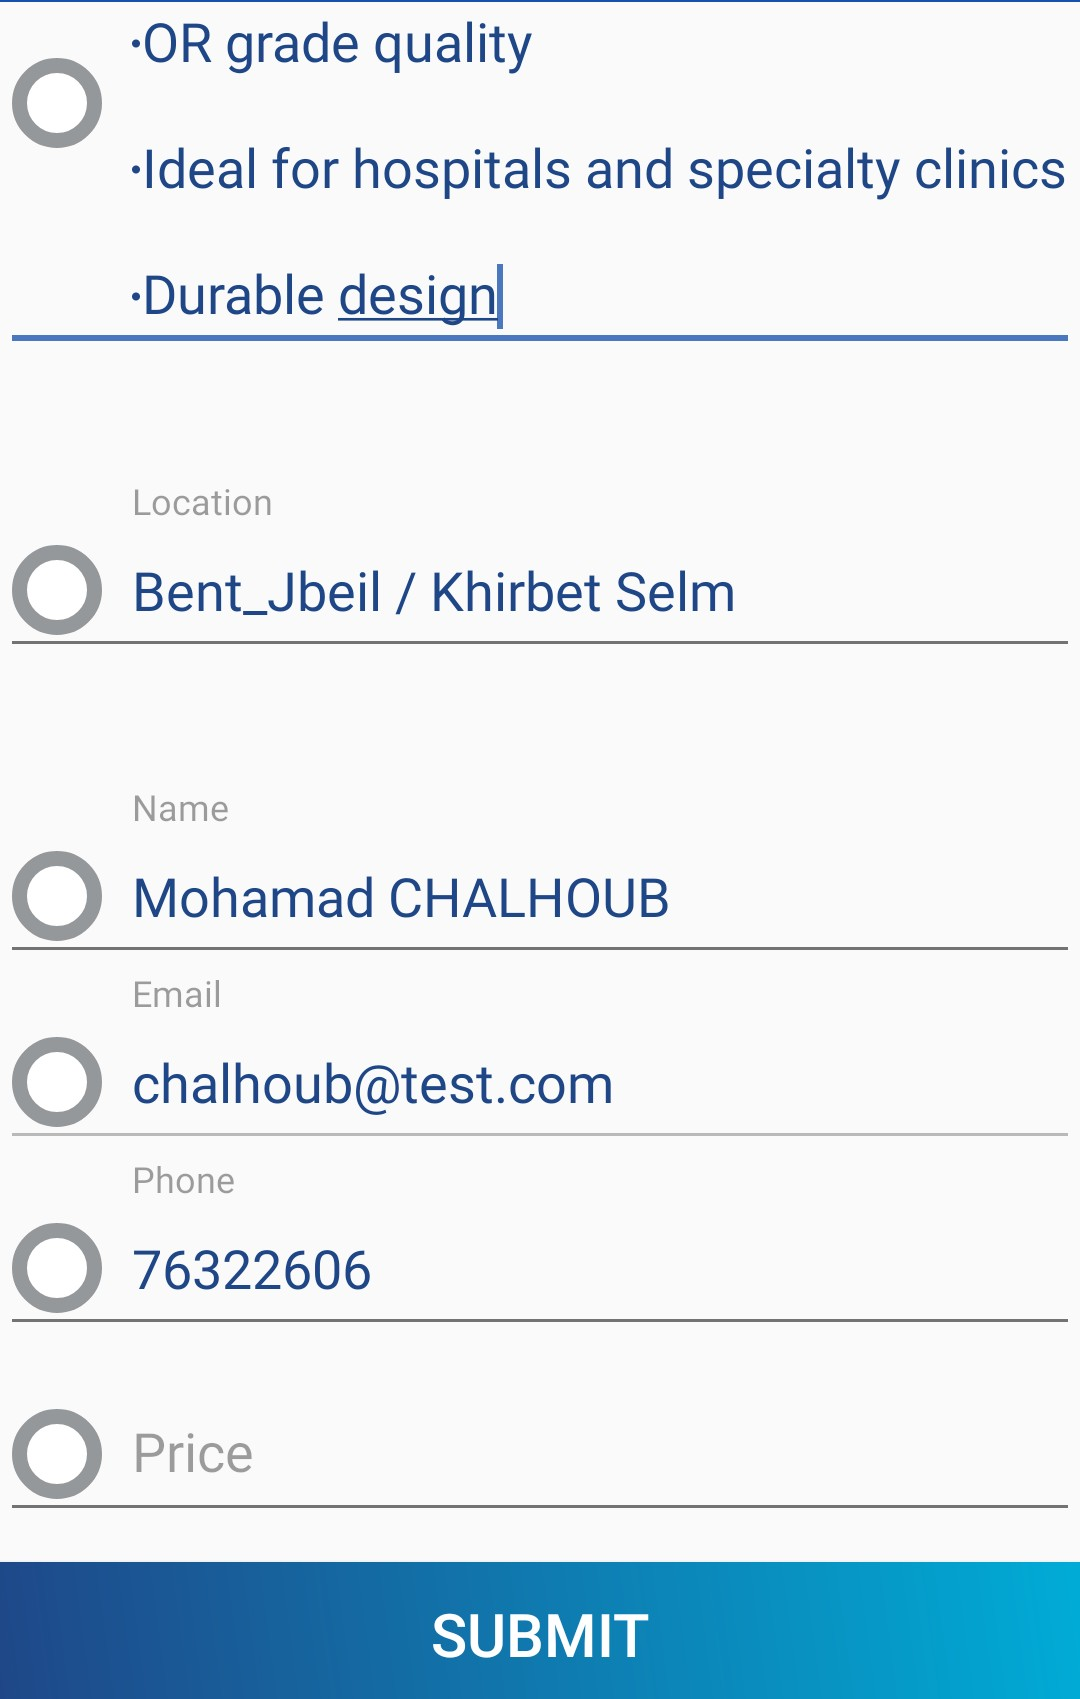 ·OR grade quality
·Ideal for hospitals and specialty clinics
·Durable design
Location
Bent_Jbeil / Khirbet Selm
Name
Mohamad CHALHOUB
Email
chalhoub@test.com
Phone
76322606
Price
SUBMIT